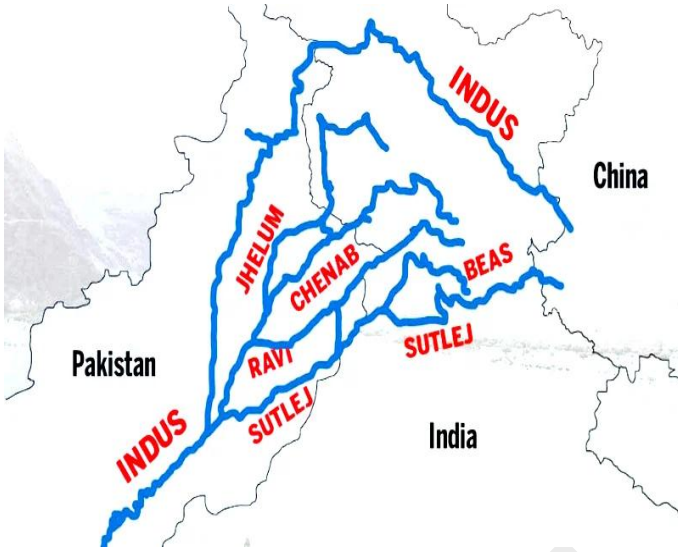 INDUS
China
JHELUM
CHENAB
BEAS
RAVI
SUTLEJ
Pakistan
SUTLEJ
INDUS
India